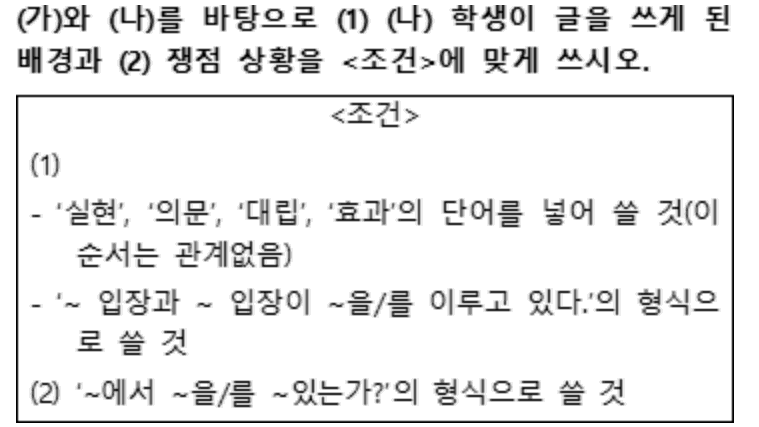 (가)와 (나)를 바탕으로 (1) (나) 학생이 글을 쓰게 된
배경과 (2) 쟁점 상황을 <조건>에 맞게 쓰시오.
<조건>
(1)
- '실현', '의문', '대립', '효과'의 단어를 넣어 쓸 것(이
순서는 관계없음)
- '~ 입장과 ~ 입장이 ~을/를 이루고 있다.'의 형식으
로 쓸 것
(2) '~에서 ~을/를 ~있는가?'의 형식으로 쓸 것